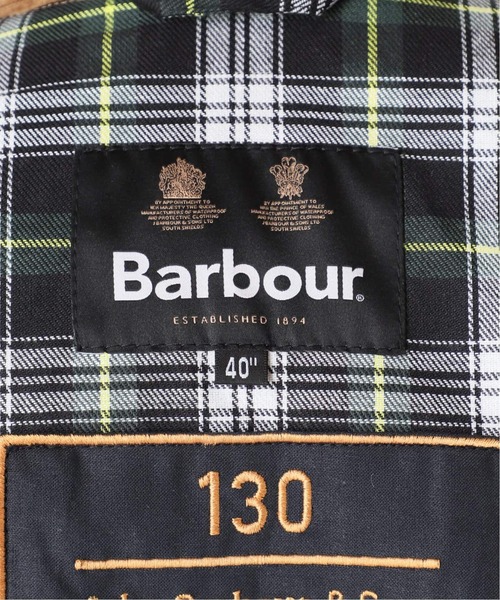 BY APPOINTMENT TO
HER MAJESTY THE QUEEN
MANUFACTURERS OF WATERPROOF
AND PROTECTIVE CLOTHING
J BARBOUR & SONS LTD
SOUTH SHIELDS
BY APPOINTMENT TO
HRH THE PRINCE OF WALES
MANUFACTURERS OF WATERPROOF
AND PROTECTIVE CLOTHING
J BARBOUR & SONS LTD
SOUTH SHIELDS
Barbour®
ESTABLISHED 1894
40"
130